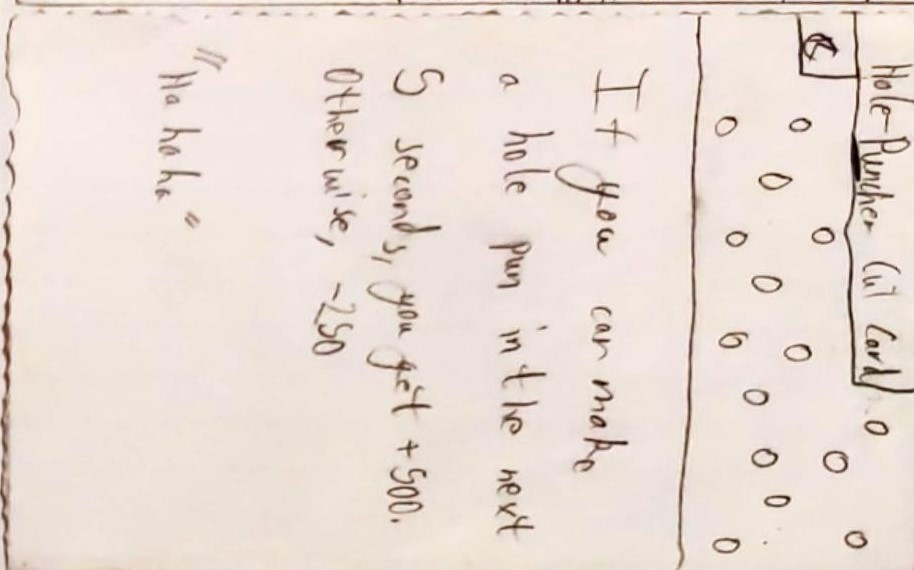 Hole-Puncher Cut Card
If you can make
a hole pun in the next
5 seconds, you get +500.
Otherwise, -250
"Ha ha ha"